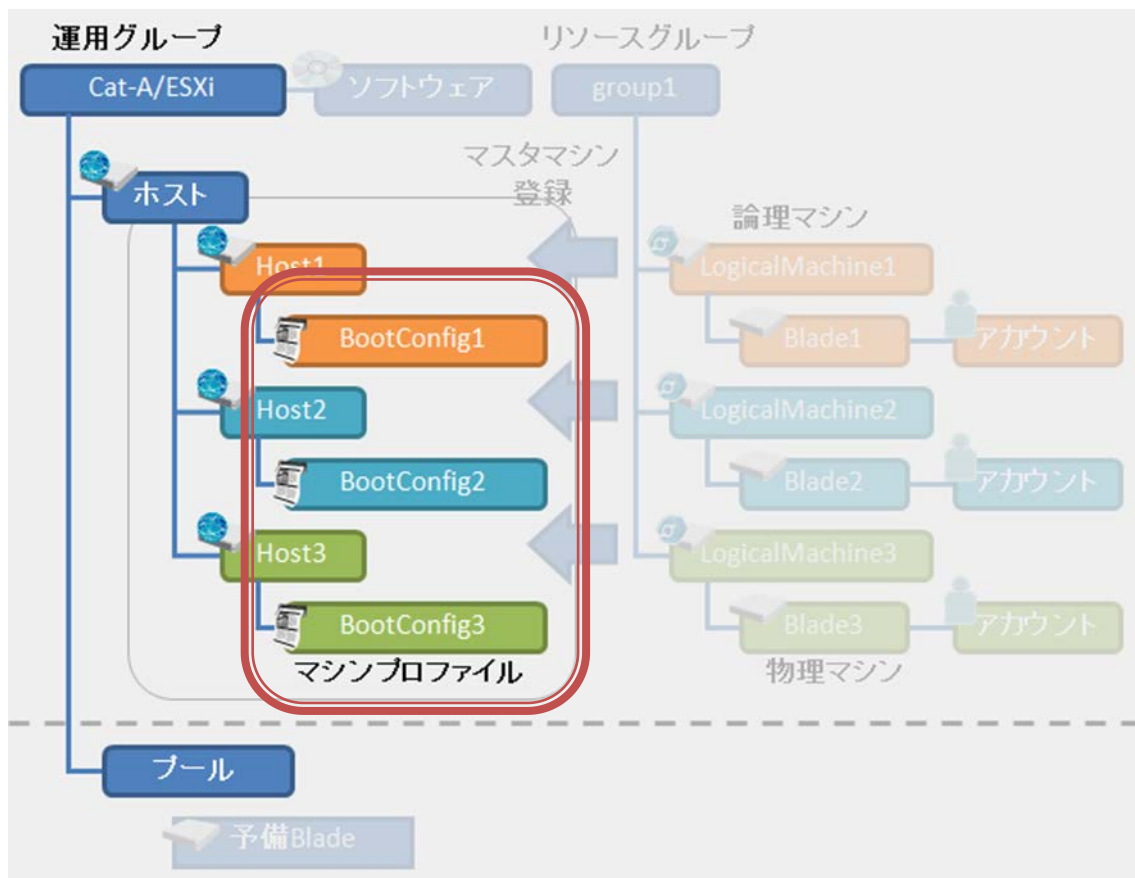 運用グループ
リソースグループ
Cat-A/ESXi
ソフトウェア
group1
マスタマシン
登録
ホスト
論理マシン
Host1
LogicalMachine1
BootConfig1
Blade1
アカウント
Host2
LogicalMachine2
BootConfig2
Blade2
アカウント
Host3
LogicalMachine3
BootConfig3
Blade3
アカウント
マシンプロファイル
物理マシン
プール
予備Blade